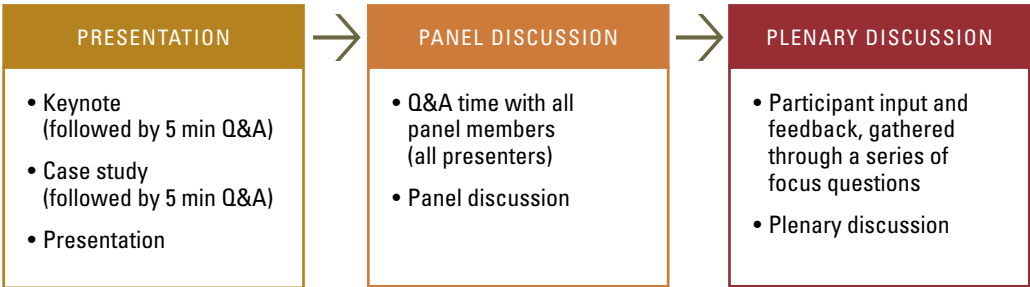 PRESENTATION
• Keynote
(followed by 5 min Q&A)
• Case study
(followed by 5 min Q&A)
• Presentation
PANEL DISCUSSION
• Q&A time with all
panel members
(all presenters)
• Panel discussion
PLENARY DISCUSSION
• Participant input and
feedback, gathered
through a series of
focus questions
• Plenary discussion